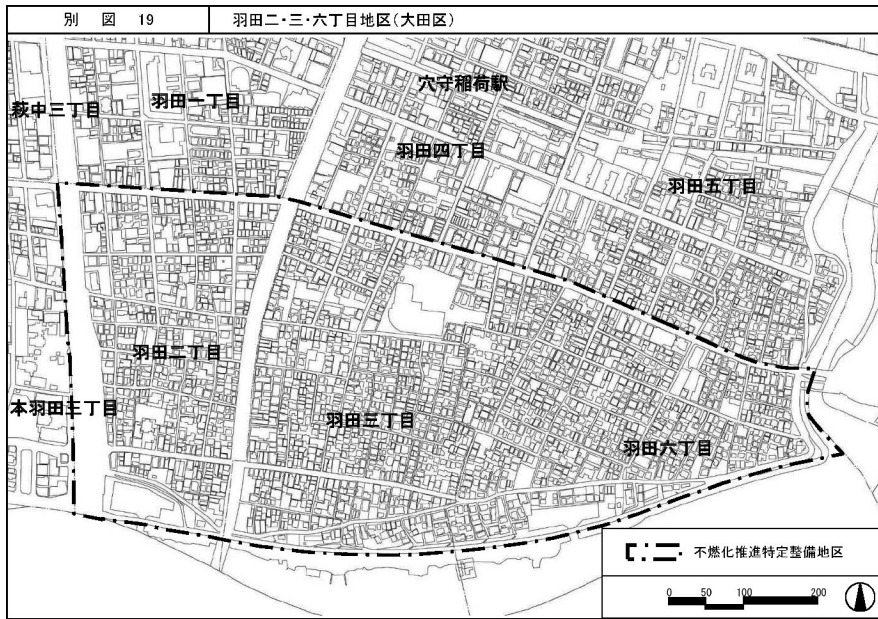 別 図 19
羽田二・三・六丁目地区(大田区)
穴守稲荷駅
萩中三丁目
羽田一丁目
羽田四丁目
羽田五丁目
羽田二丁目
本羽田三丁目
羽田三丁目
羽田六丁目
不燃化推進特定整備地区
0 50 100 200